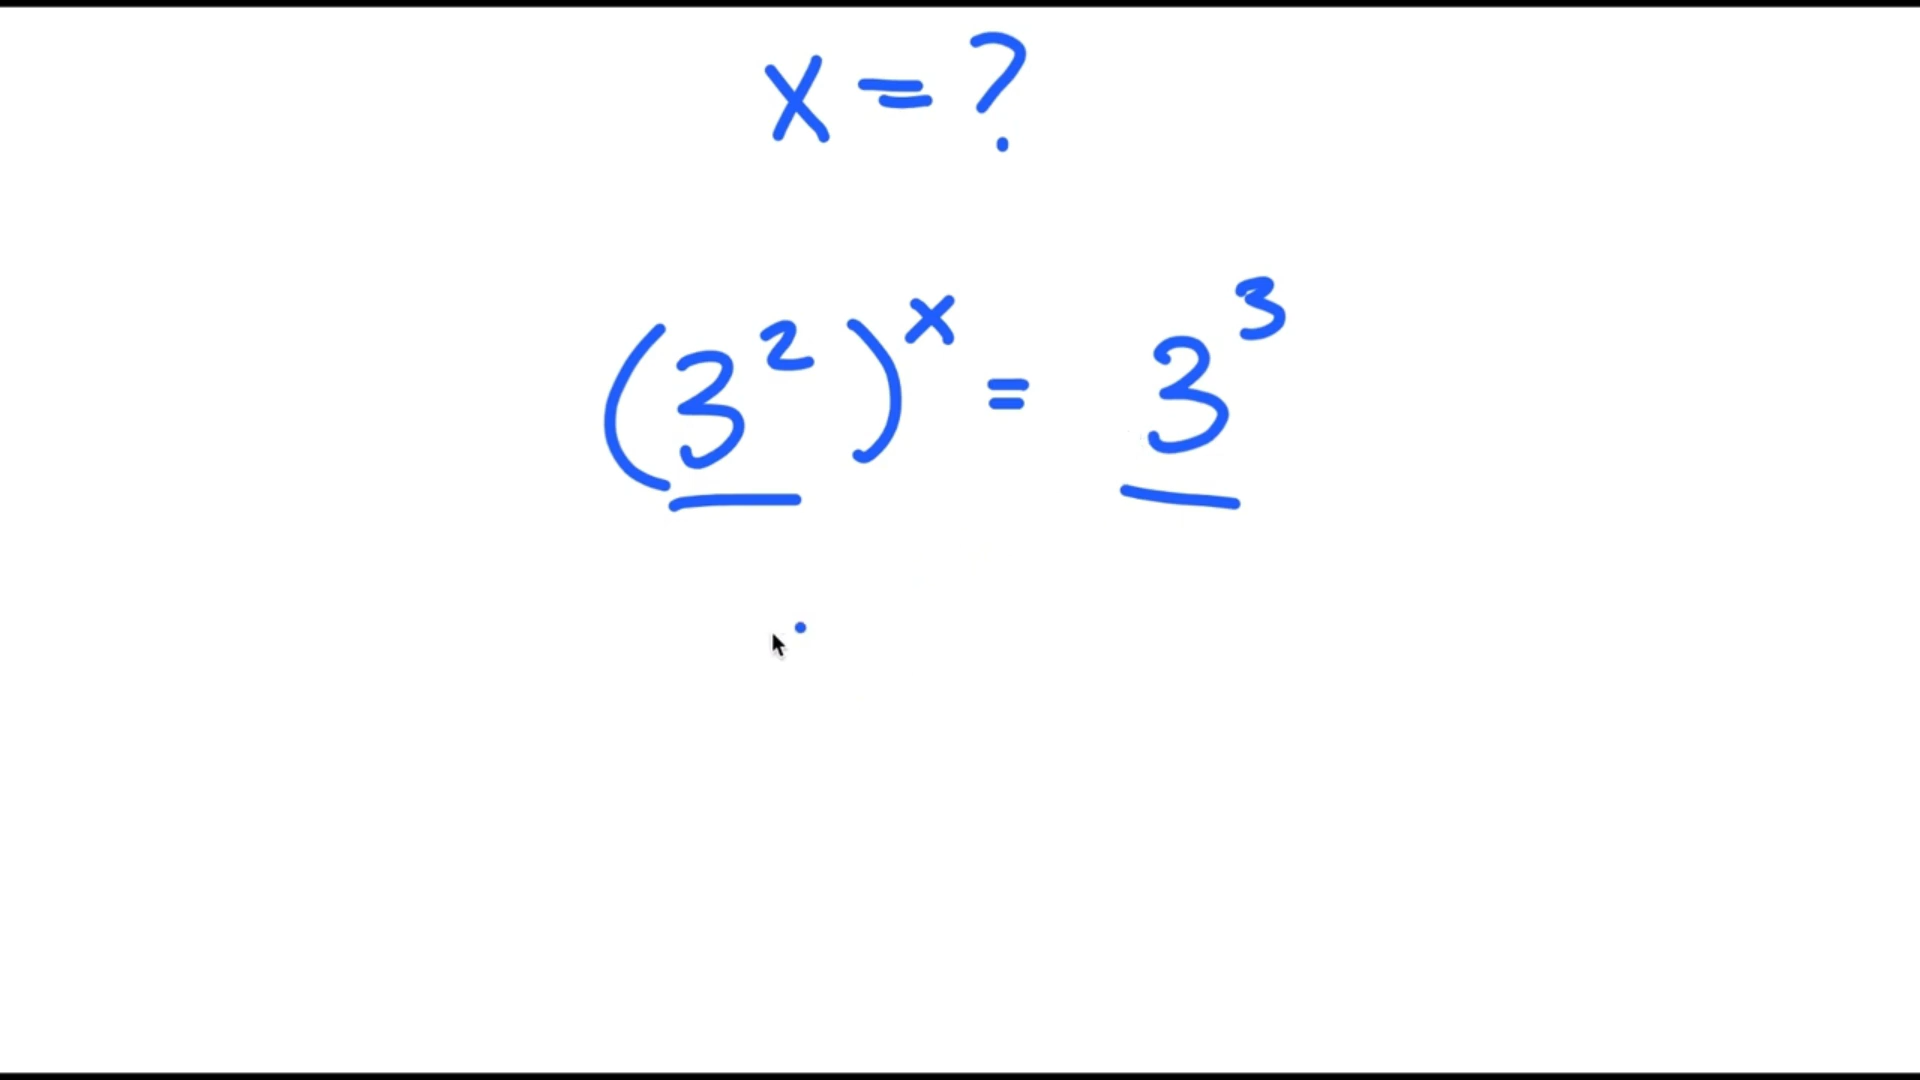 x = ?
(3²)ˣ = 3³